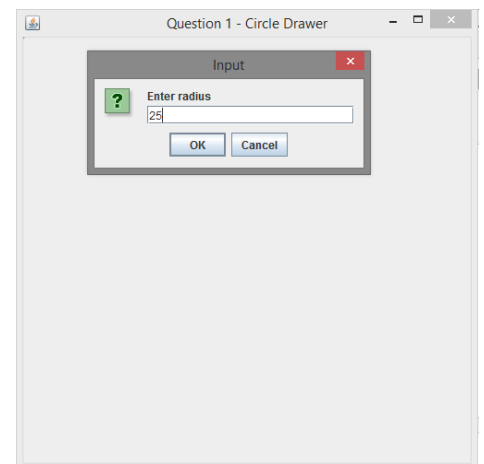 Question 1 - Circle Drawer
Input
?
Enter radius
25
OK Cancel